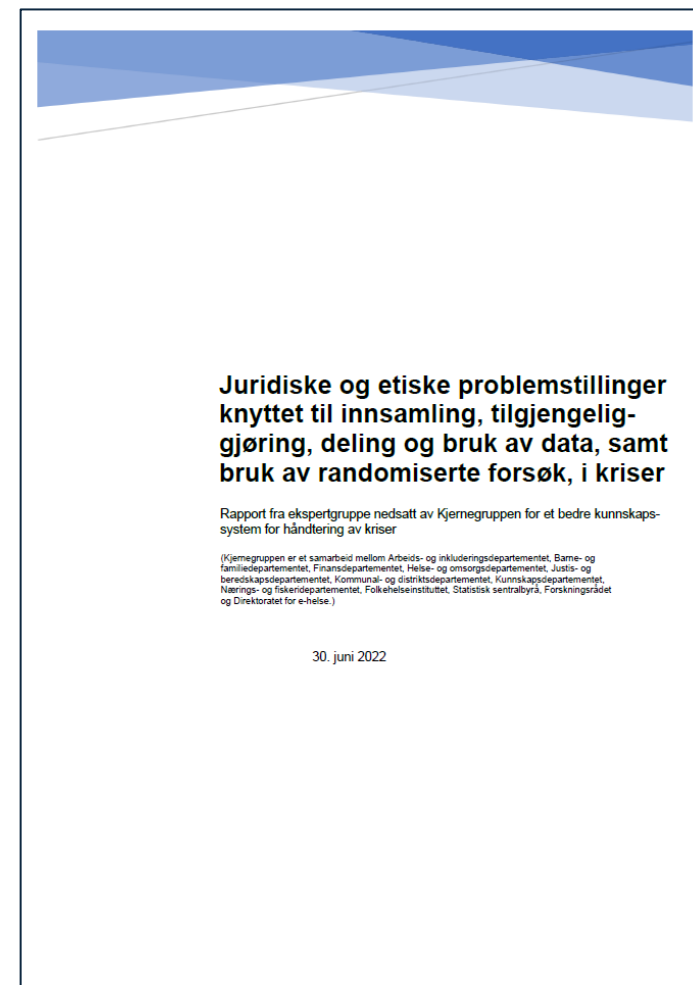 Juridiske og etiske problemstillinger
knyttet til innsamling, tilgjengelig-
gjøring, deling og bruk av data, samt
bruk av randomiserte forsøk, i kriser
Rapport fra ekspertgruppe nedsatt av Kjernegruppen for et bedre kunnskaps-
system for håndtering av kriser
(Kjernegruppen er et samarbeid mellom Arbeids- og inkluderingsdepartementet, Barne- og
familiedepartementet, Finansdepartementet, Helse- og omsorgsdepartementet, Justis- og
beredskapsdepartementet, Kommunal- og distriktsdepartementet, Kunnskapsdepartementet,
Nærings- og fiskeridepartementet, Folkehelseinstituttet, Statistisk sentralbyrå, Forskningsrådet
og Direktoratet for e-helse.)
30. juni 2022